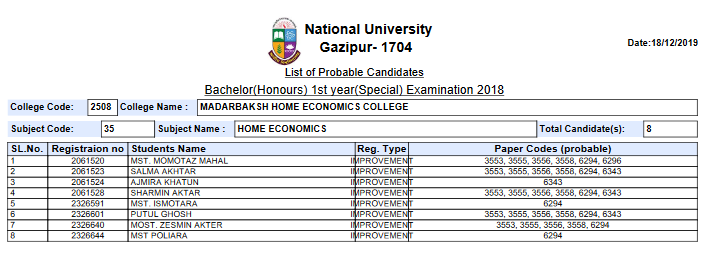 National University
Gazipur- 1704
Date:18/12/2019
List of Probable Candidates
Bachelor(Honours) 1st year(Special) Examination 2018
College Code: 2508 College Name : MADARBAKSH HOME ECONOMICS COLLEGE
Subject Code: 35 Subject Name : HOME ECONOMICS Total Candidate(s): 8
SL.No. Registraion no Students Name Reg. Type Paper Codes (probable)
1 2061520 MST. MOMOTAZ MAHAL IMPROVEMENT 3553, 3555, 3556, 3558, 6294, 6296
2 2061523 SALMA AKHTAR IMPROVEMENT 3553, 3555, 3556, 3558, 6294, 6343
3 2061524 AJMIRA KHATUN IMPROVEMENT 6343
4 2061528 SHARMIN AKTAR IMPROVEMENT 3553, 3555, 3556, 3558, 6294, 6343
5 2326591 MST. ISMOTARA IMPROVEMENT 6294
6 2326601 PUTUL GHOSH IMPROVEMENT 3553, 3555, 3556, 3558, 6294, 6343
7 2326640 MOST. ZESMIN AKTER IMPROVEMENT 3553, 3555, 3556, 3558, 6294
8 2326644 MST POLIARA IMPROVEMENT 6294